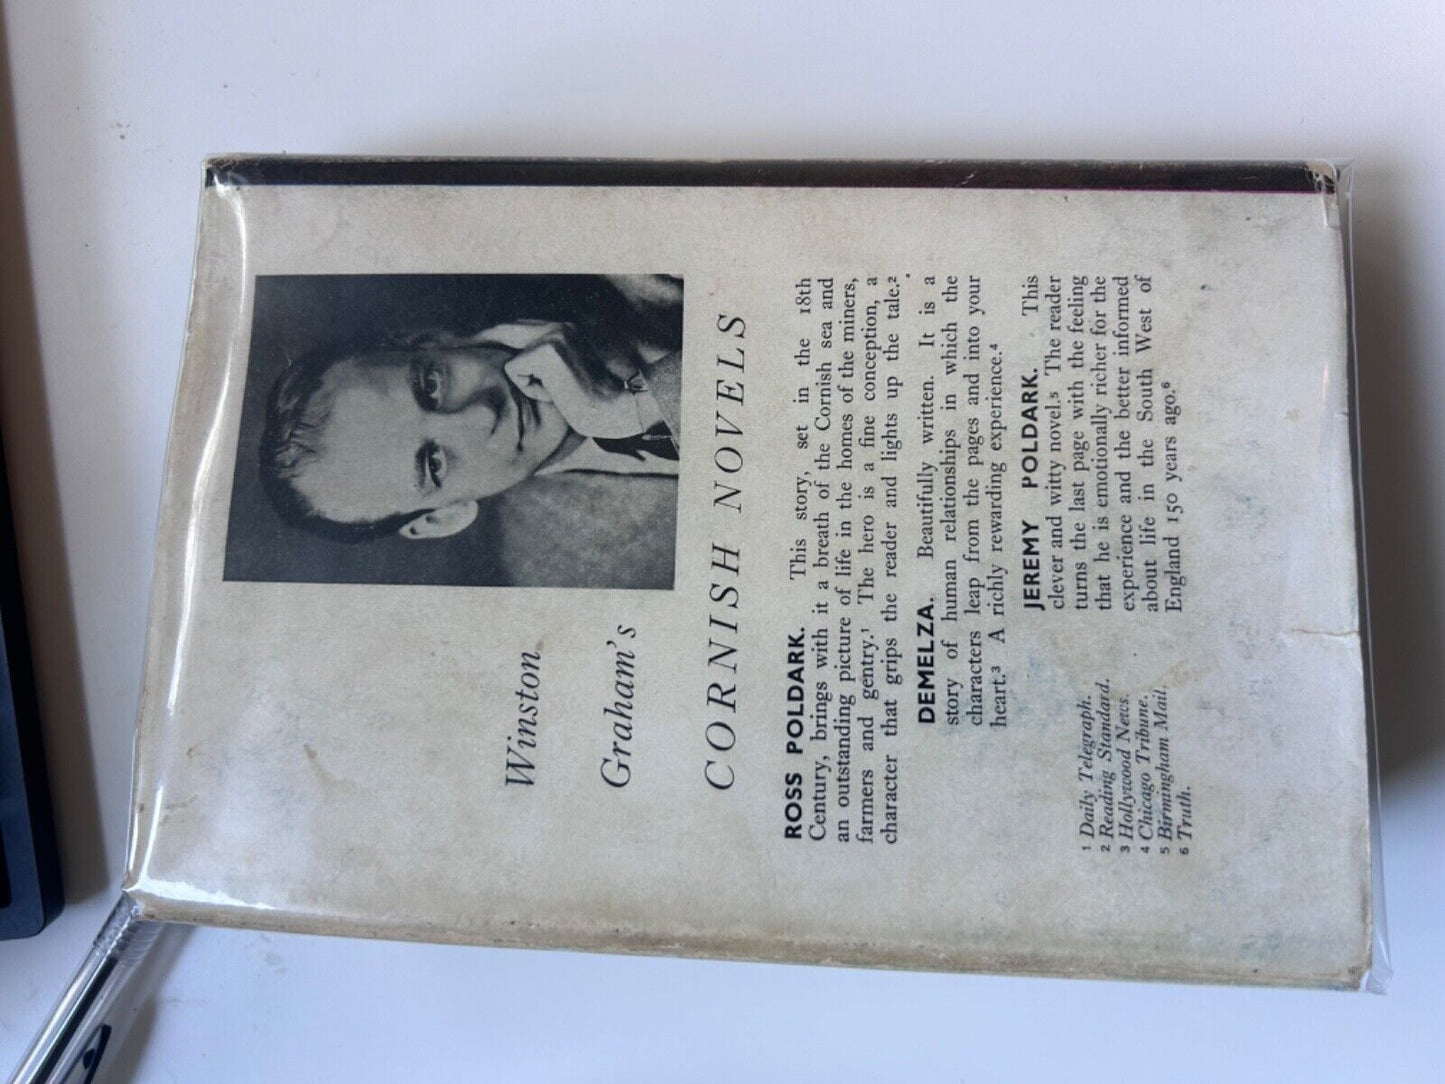 Winston
Graham's
CORNISH NOVELS
ROSS POLDARK. This story, set in the 18th
Century, brings with it a breath of the Cornish sea and
an outstanding picture of life in the homes of the miners,
farmers and gentry.¹ The hero is a fine conception, a
character that grips the reader and lights up the tale.²
DEMELZA. Beautifully written. It is a
story of human relationships in which the
characters leap from the pages and into your
heart.³ A richly rewarding experience.⁴
JEREMY POLDARK. This
clever and witty novel.⁵ The reader
turns the last page with the feeling
that he is emotionally richer for the
experience and the better informed
about life in the South West of
England 150 years ago.⁶
1 Daily Telegraph.
2 Reading Standard.
3 Hollywood News.
4 Chicago Tribune.
5 Birmingham Mail.
6 Truth.